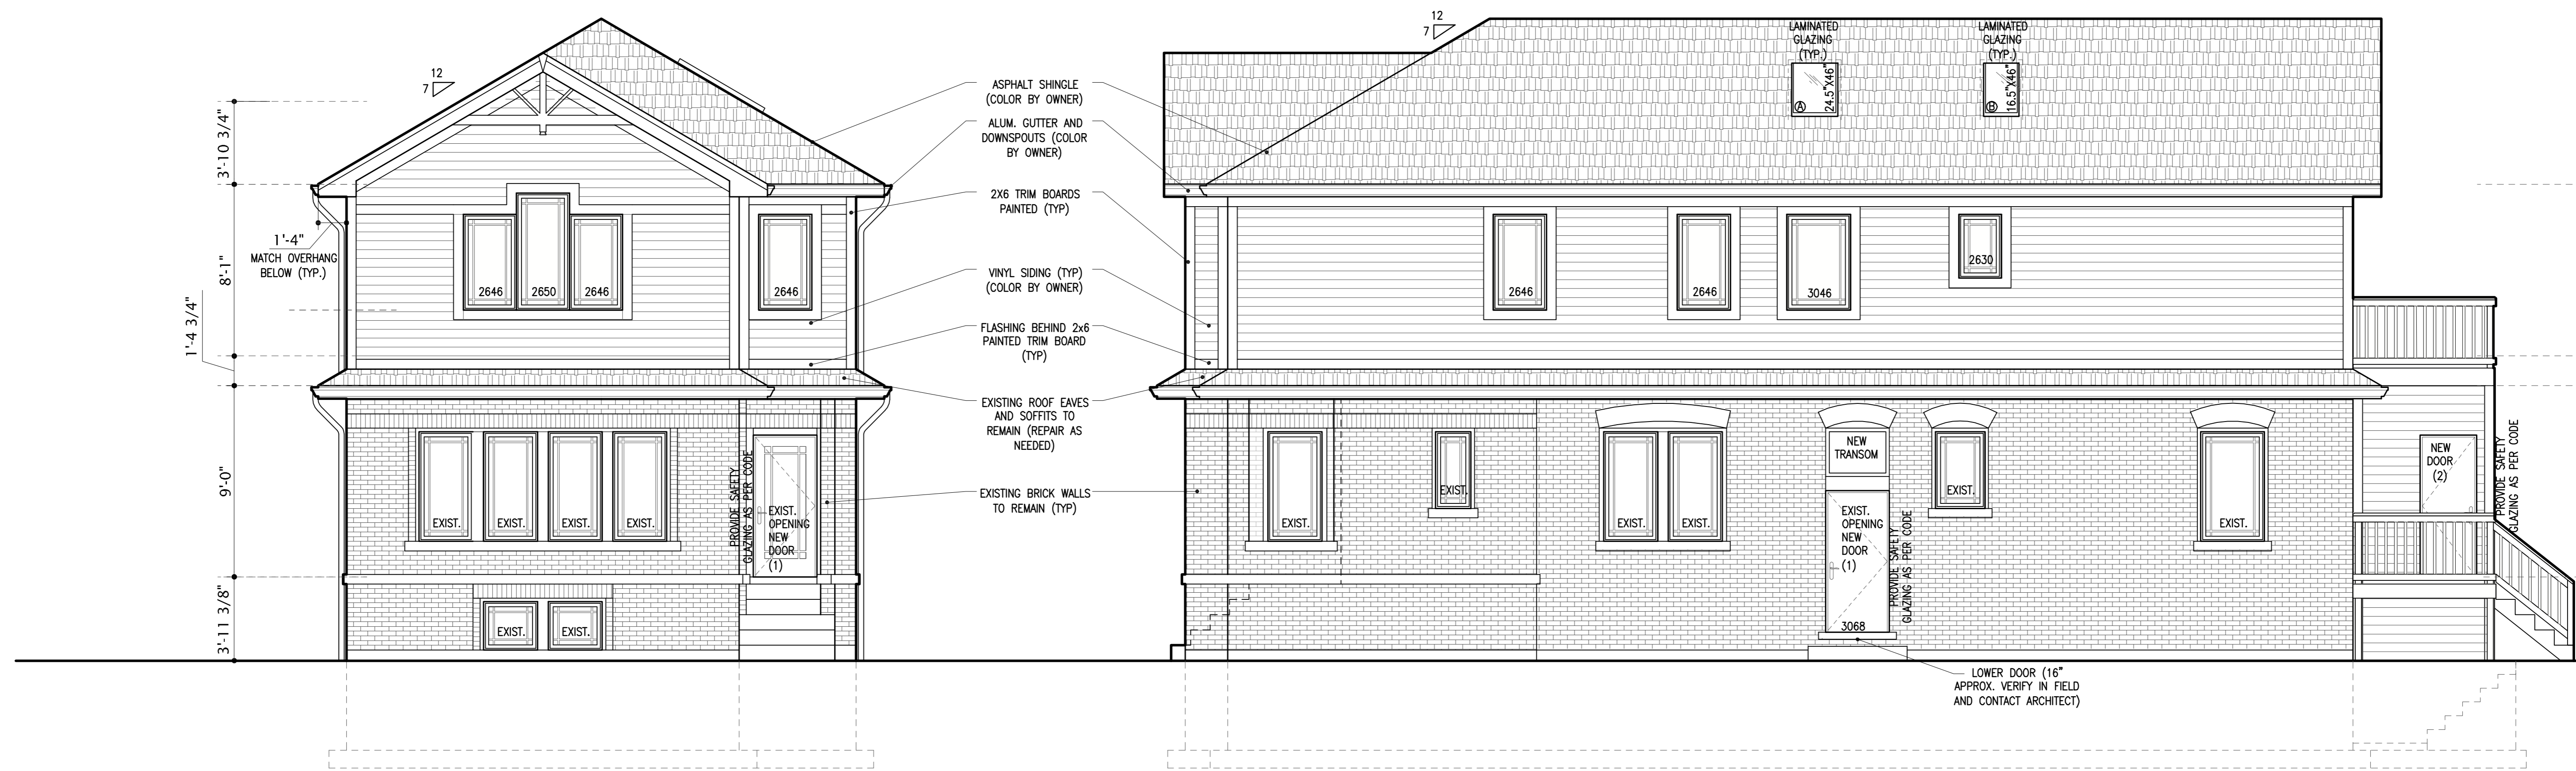 12
7
3'-10 3/4"
8'-1"
1'-4 3/4"
9'-0"
3'-11 3/8"
1'-4"
MATCH OVERHANG
BELOW (TYP.)
2646
2650
2646
2646
EXIST.
EXIST.
EXIST.
EXIST.
EXIST.
EXIST.
PROVIDE SAFETY
GLAZING AS PER CODE
EXIST.
OPENING
NEW
DOOR
(1)
ASPHALT SHINGLE
(COLOR BY OWNER)
ALUM. GUTTER AND
DOWNSPOUTS (COLOR
BY OWNER)
2X6 TRIM BOARDS
PAINTED (TYP)
VINYL SIDING (TYP)
(COLOR BY OWNER)
FLASHING BEHIND 2x6
PAINTED TRIM BOARD
(TYP)
EXISTING ROOF EAVES
AND SOFFITS TO
REMAIN (REPAIR AS
NEEDED)
EXISTING BRICK WALLS
TO REMAIN (TYP)
12
7
LAMINATED
GLAZING
(TYP.)
A
24.5"X46"
LAMINATED
GLAZING
(TYP.)
B
16.5"X46"
2646
2646
3046
2630
EXIST.
EXIST.
EXIST.
EXIST.
NEW
TRANSOM
EXIST.
OPENING
NEW
DOOR
(1)
3068
PROVIDE SAFETY
GLAZING AS PER CODE
EXIST.
EXIST.
NEW
DOOR
(2)
PROVIDE SAFETY
GLAZING AS PER CODE
LOWER DOOR (16"
APPROX. VERIFY IN FIELD
AND CONTACT ARCHITECT)